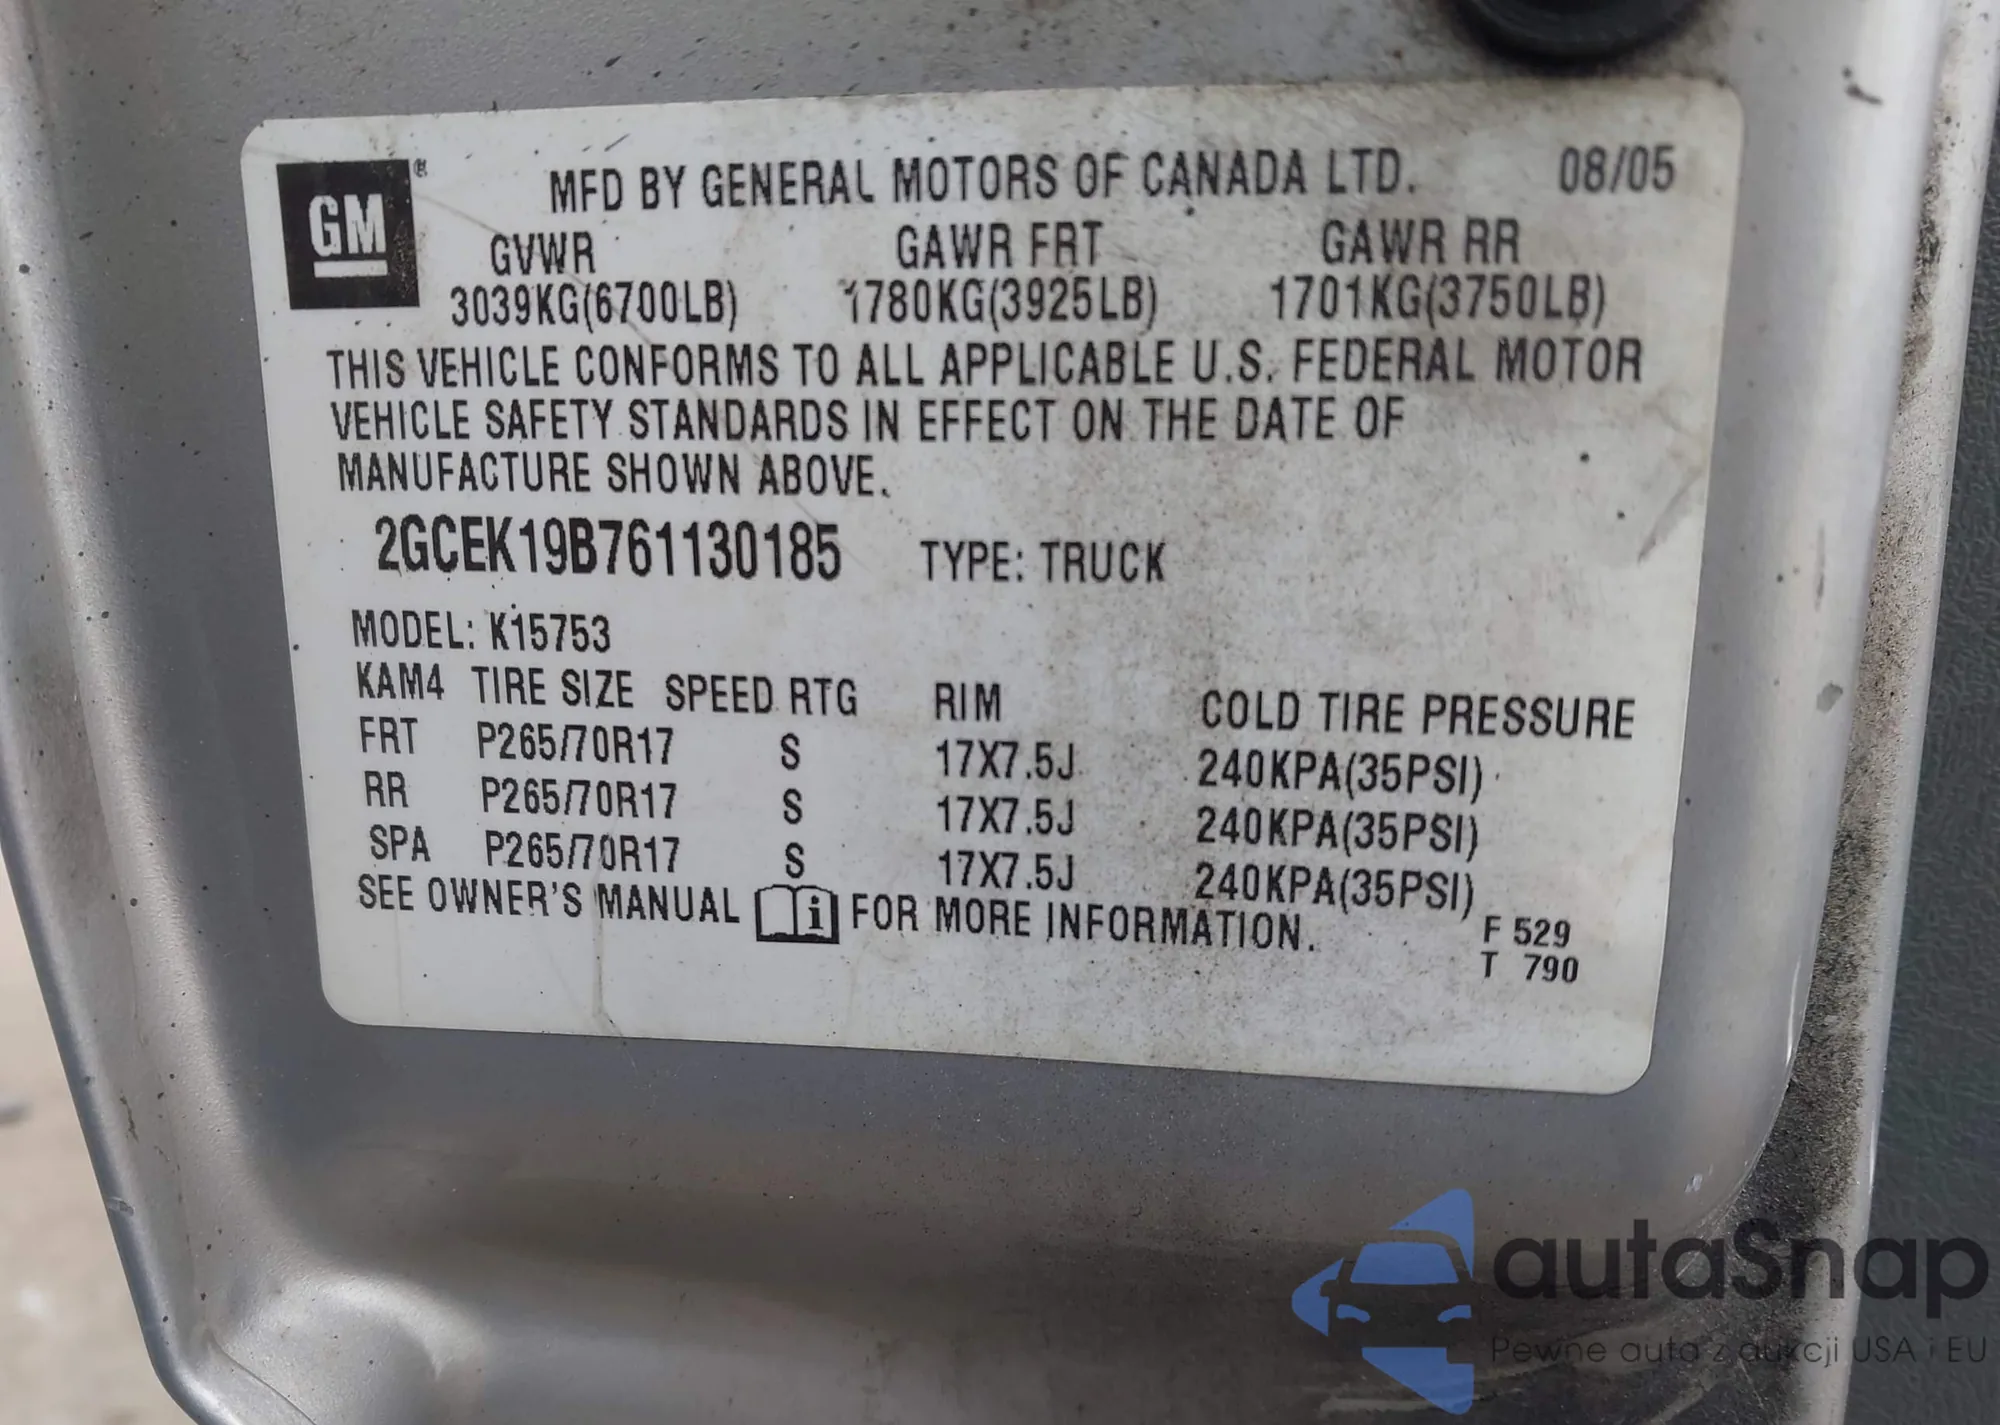 GM®
MFD BY GENERAL MOTORS OF CANADA LTD. 08/05
GVWR GAWR FRT GAWR RR
3039KG(6700LB) 1780KG(3925LB) 1701KG(3750LB)
THIS VEHICLE CONFORMS TO ALL APPLICABLE U.S. FEDERAL MOTOR
VEHICLE SAFETY STANDARDS IN EFFECT ON THE DATE OF
MANUFACTURE SHOWN ABOVE.
2GCEK19B761130185 TYPE: TRUCK
MODEL: K15753
KAM4 TIRE SIZE SPEED RTG RIM COLD TIRE PRESSURE
FRT P265/70R17 S 17X7.5J 240KPA(35PSI)
RR P265/70R17 S 17X7.5J 240KPA(35PSI)
SPA P265/70R17 S 17X7.5J 240KPA(35PSI)
SEE OWNER'S MANUAL i FOR MORE INFORMATION.
F 529
T 790
autaSnap
Pewne auta z aukcji USA i EU